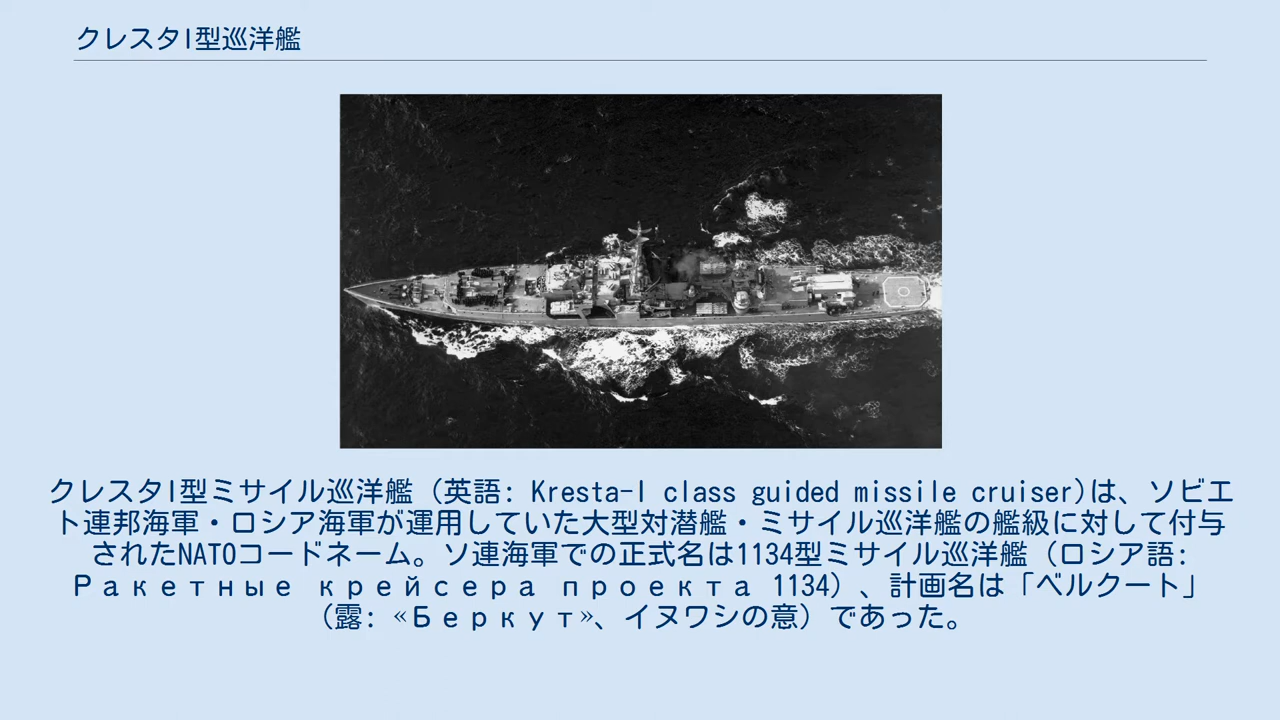 クレスタI型巡洋艦
クレスタI型ミサイル巡洋艦（英語: Kresta-I class guided missile cruiser)は、ソビエ
ト連邦海軍・ロシア海軍が運用していた大型対潜艦・ミサイル巡洋艦の艦級に対して付与
されたNATOコードネーム。ソ連海軍での正式名は1134型ミサイル巡洋艦（ロシア語:
Ракетные крейсера проекта 1134）、計画名は「ベルクート」
（露: «Беркут»、イヌワシの意）であった。